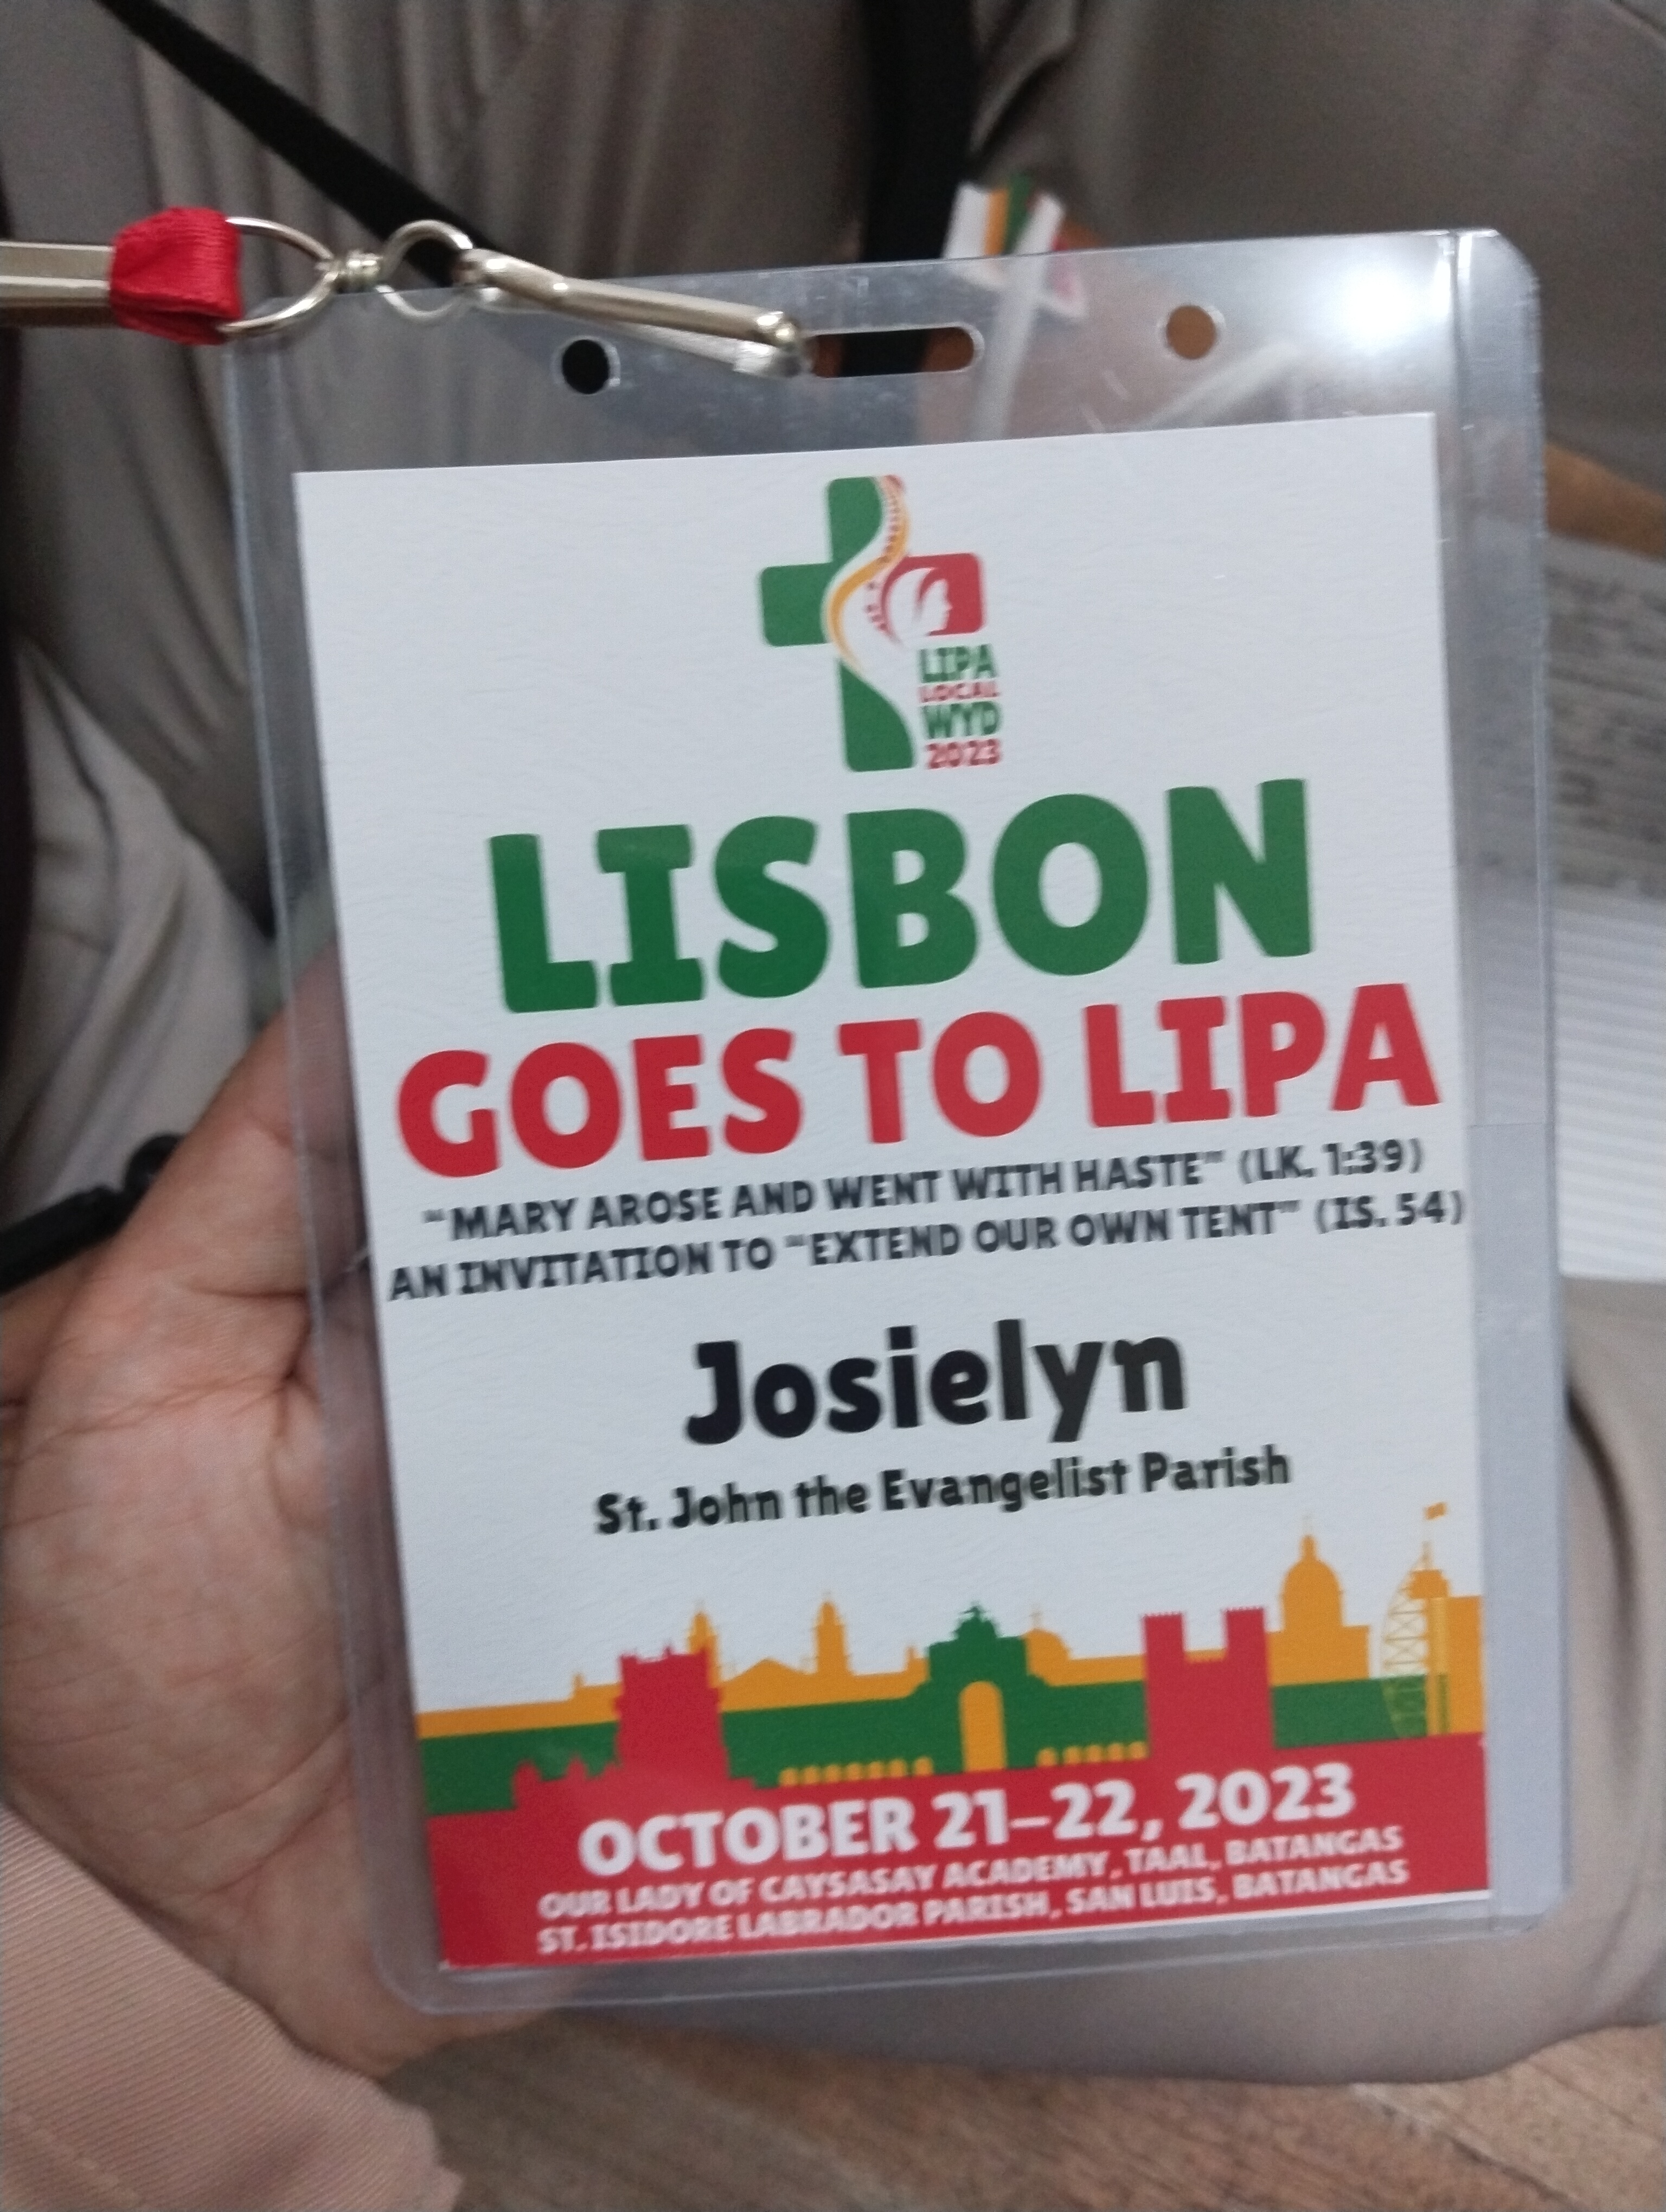 LIPA
LOCAL
WYD
2023
LISBON
GOES TO LIPA
"MARY AROSE AND WENT WITH HASTE" (LK. 1:39)
AN INVITATION TO "EXTEND OUR OWN TENT" (IS. 54)
Josielyn
St. John the Evangelist Parish
OCTOBER 21–22, 2023
OUR LADY OF CAYSASAY ACADEMY, TAAL, BATANGAS
ST. ISIDORE LABRADOR PARISH, SAN LUIS, BATANGAS